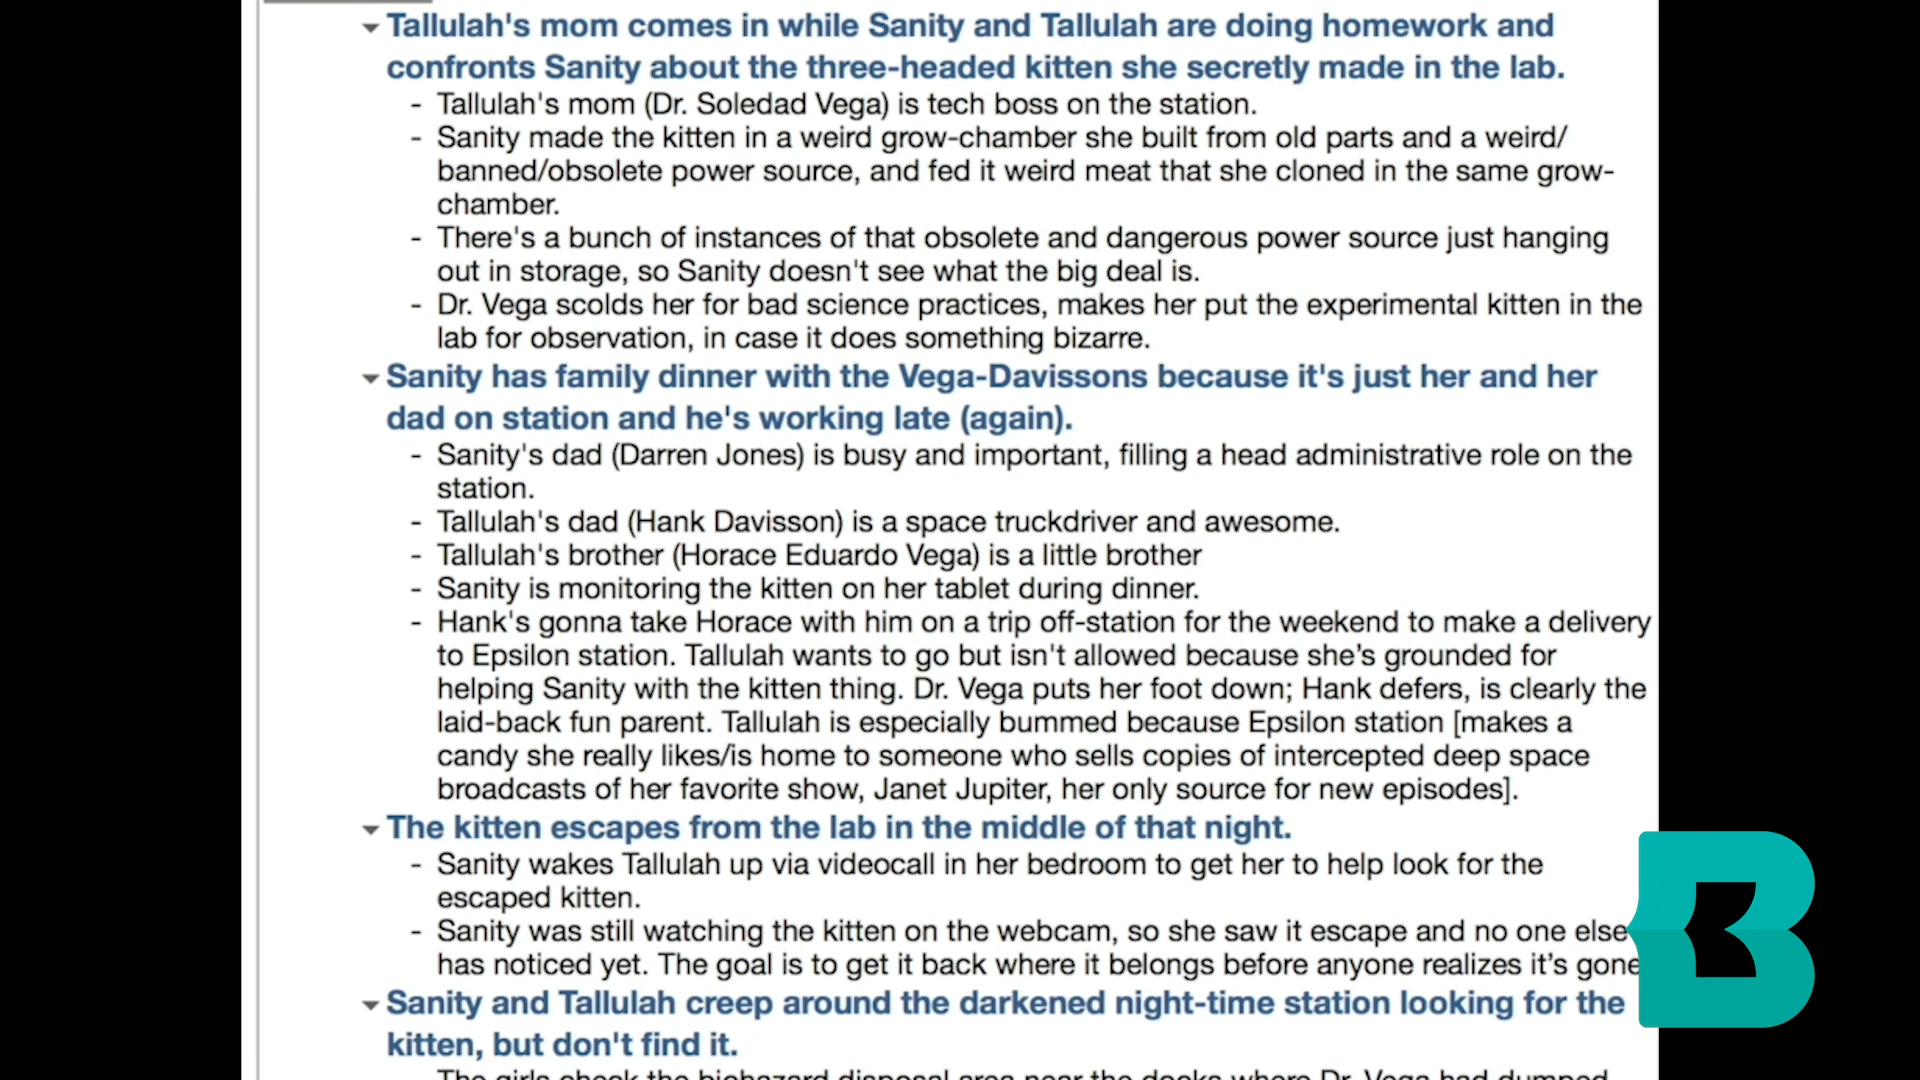 Tallulah's mom comes in while Sanity and Tallulah are doing homework and
confronts Sanity about the three-headed kitten she secretly made in the lab.
- Tallulah's mom (Dr. Soledad Vega) is tech boss on the station.
- Sanity made the kitten in a weird grow-chamber she built from old parts and a weird/
banned/obsolete power source, and fed it weird meat that she cloned in the same grow-
chamber.
- There's a bunch of instances of that obsolete and dangerous power source just hanging
out in storage, so Sanity doesn't see what the big deal is.
- Dr. Vega scolds her for bad science practices, makes her put the experimental kitten in the
lab for observation, in case it does something bizarre.
Sanity has family dinner with the Vega-Davissons because it's just her and her
dad on station and he's working late (again).
- Sanity's dad (Darren Jones) is busy and important, filling a head administrative role on the
station.
- Tallulah's dad (Hank Davisson) is a space truckdriver and awesome.
- Tallulah's brother (Horace Eduardo Vega) is a little brother
- Sanity is monitoring the kitten on her tablet during dinner.
- Hank's gonna take Horace with him on a trip off-station for the weekend to make a delivery
to Epsilon station. Tallulah wants to go but isn't allowed because she’s grounded for
helping Sanity with the kitten thing. Dr. Vega puts her foot down; Hank defers, is clearly the
laid-back fun parent. Tallulah is especially bummed because Epsilon station [makes a
candy she really likes/is home to someone who sells copies of intercepted deep space
broadcasts of her favorite show, Janet Jupiter, her only source for new episodes].
The kitten escapes from the lab in the middle of that night.
- Sanity wakes Tallulah up via videocall in her bedroom to get her to help look for the
escaped kitten.
- Sanity was still watching the kitten on the webcam, so she saw it escape and no one else
has noticed yet. The goal is to get it back where it belongs before anyone realizes it’s gone
Sanity and Tallulah creep around the darkened night-time station looking for the
kitten, but don't find it.
The girls check the biohazard disposal area near the docks where Dr. Vega had dumped
B